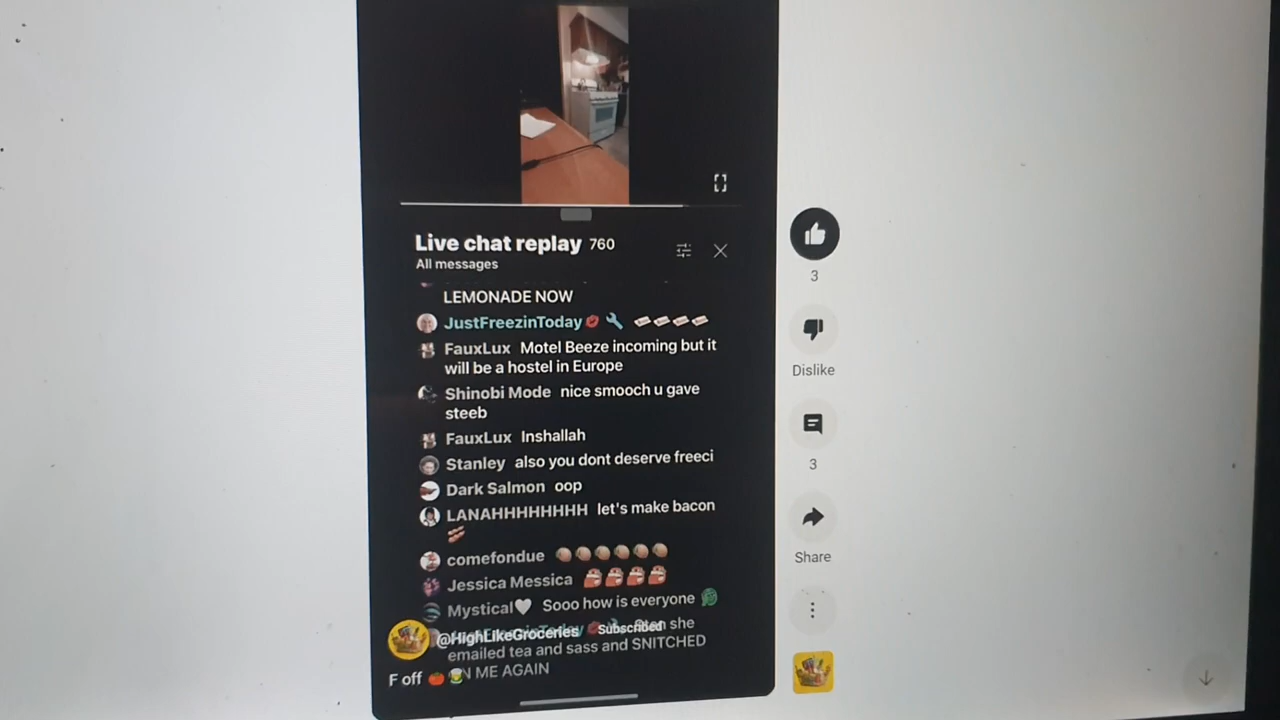 Live chat replay 760
All messages
LEMONADE NOW
JustFreezinToday
FauxLux Motel Beeze incoming but it
will be a hostel in Europe
Shinobi Mode nice smooch u gave
steeb
FauxLux Inshallah
Stanley also you dont deserve freeci
Dark Salmon oop
LANAHHHHHHHH let's make bacon
comefondue
Jessica Messica
Mystical🤍 Sooo how is everyone
JustFreezinToday she
@HighLikeGroceries Subscribed
emailed tea and sass and SNITCHED
ON ME AGAIN
F off 🍅
3
Dislike
3
Share